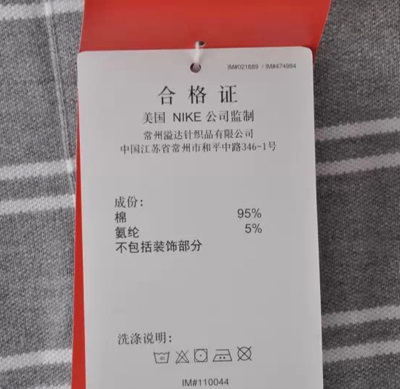 IM#021689 / IM#474984
合格证
美国 NIKE 公司监制
常州溢达针织品有限公司
中国江苏省常州市和平中路346-1号
成份:
棉 95%
氨纶 5%
不包括装饰部分
洗涤说明:
IM#110044